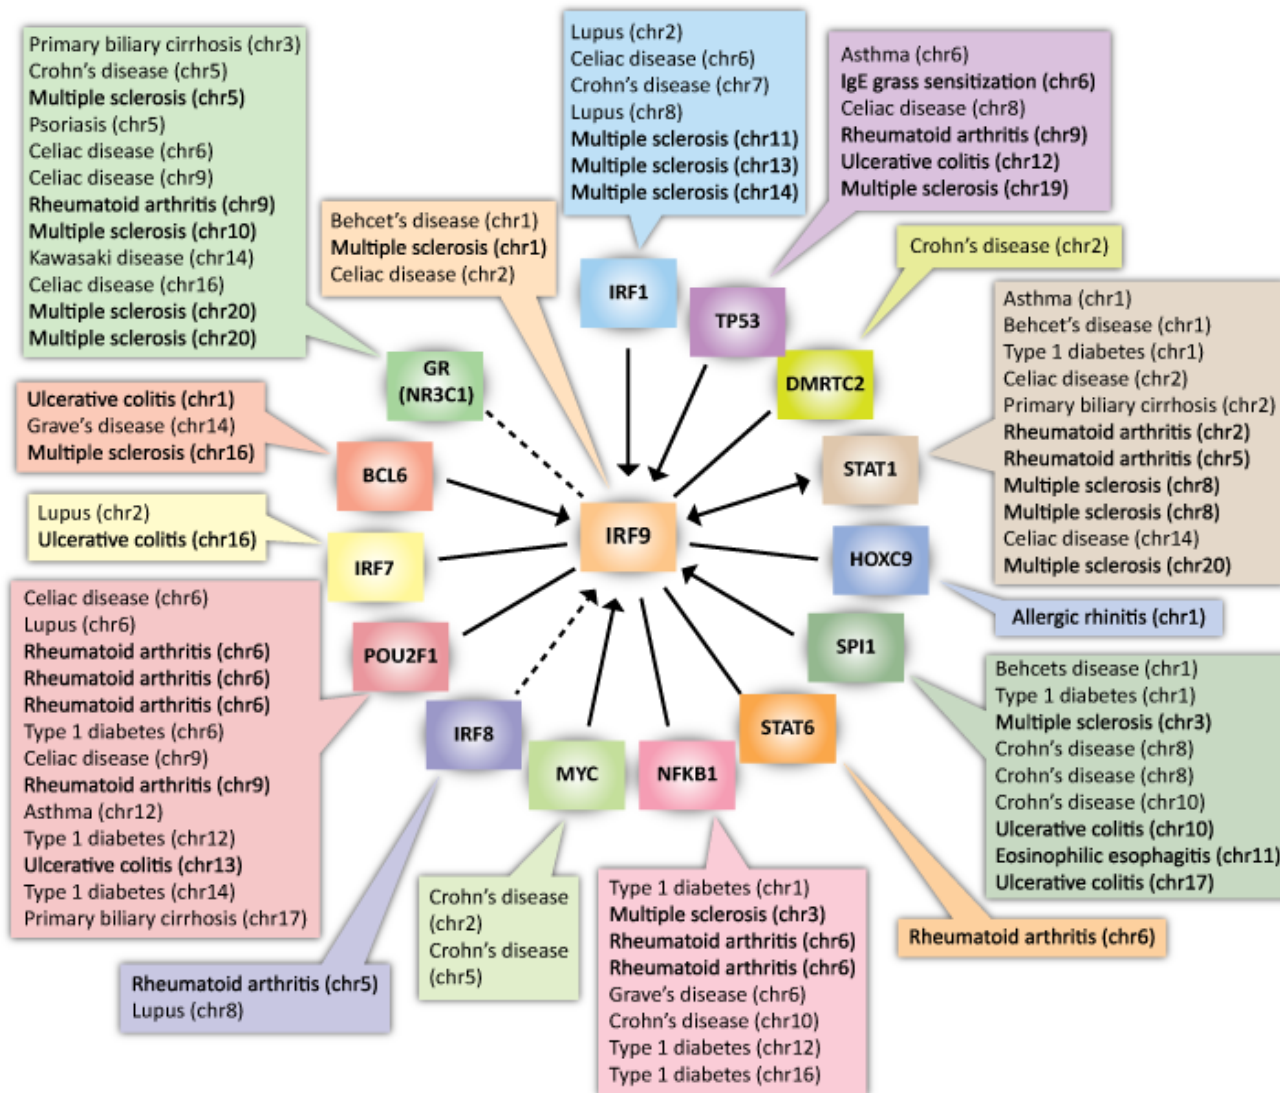 Primary biliary cirrhosis (chr3)
Crohn's disease (chr5)
Multiple sclerosis (chr5)
Psoriasis (chr5)
Celiac disease (chr6)
Celiac disease (chr9)
Rheumatoid arthritis (chr9)
Multiple sclerosis (chr10)
Kawasaki disease (chr14)
Celiac disease (chr16)
Multiple sclerosis (chr20)
Multiple sclerosis (chr20)
Behcet's disease (chr1)
Multiple sclerosis (chr1)
Celiac disease (chr2)
Lupus (chr2)
Celiac disease (chr6)
Crohn's disease (chr7)
Lupus (chr8)
Multiple sclerosis (chr11)
Multiple sclerosis (chr13)
Multiple sclerosis (chr14)
Asthma (chr6)
IgE grass sensitization (chr6)
Celiac disease (chr8)
Rheumatoid arthritis (chr9)
Ulcerative colitis (chr12)
Multiple sclerosis (chr19)
Crohn's disease (chr2)
IRF1
TP53
DMRTC2
GR
(NR3C1)
Asthma (chr1)
Behcet's disease (chr1)
Type 1 diabetes (chr1)
Celiac disease (chr2)
Primary biliary cirrhosis (chr2)
Rheumatoid arthritis (chr2)
Rheumatoid arthritis (chr5)
Multiple sclerosis (chr8)
Multiple sclerosis (chr8)
Celiac disease (chr14)
Multiple sclerosis (chr20)
Ulcerative colitis (chr1)
Grave's disease (chr14)
Multiple sclerosis (chr16)
BCL6
STAT1
IRF9
Lupus (chr2)
Ulcerative colitis (chr16)
IRF7
HOXC9
Allergic rhinitis (chr1)
Celiac disease (chr6)
Lupus (chr6)
Rheumatoid arthritis (chr6)
Rheumatoid arthritis (chr6)
Rheumatoid arthritis (chr6)
Type 1 diabetes (chr6)
Celiac disease (chr9)
Rheumatoid arthritis (chr9)
Asthma (chr12)
Type 1 diabetes (chr12)
Ulcerative colitis (chr13)
Type 1 diabetes (chr14)
Primary biliary cirrhosis (chr17)
POU2F1
SPI1
IRF8
MYC
NFKB1
STAT6
Behcets disease (chr1)
Type 1 diabetes (chr1)
Multiple sclerosis (chr3)
Crohn's disease (chr8)
Crohn's disease (chr8)
Crohn's disease (chr10)
Ulcerative colitis (chr10)
Eosinophilic esophagitis (chr11)
Ulcerative colitis (chr17)
Rheumatoid arthritis (chr5)
Lupus (chr8)
Crohn's disease
(chr2)
Crohn's disease
(chr5)
Type 1 diabetes (chr1)
Multiple sclerosis (chr3)
Rheumatoid arthritis (chr6)
Rheumatoid arthritis (chr6)
Grave's disease (chr6)
Crohn's disease (chr10)
Type 1 diabetes (chr12)
Type 1 diabetes (chr16)
Rheumatoid arthritis (chr6)